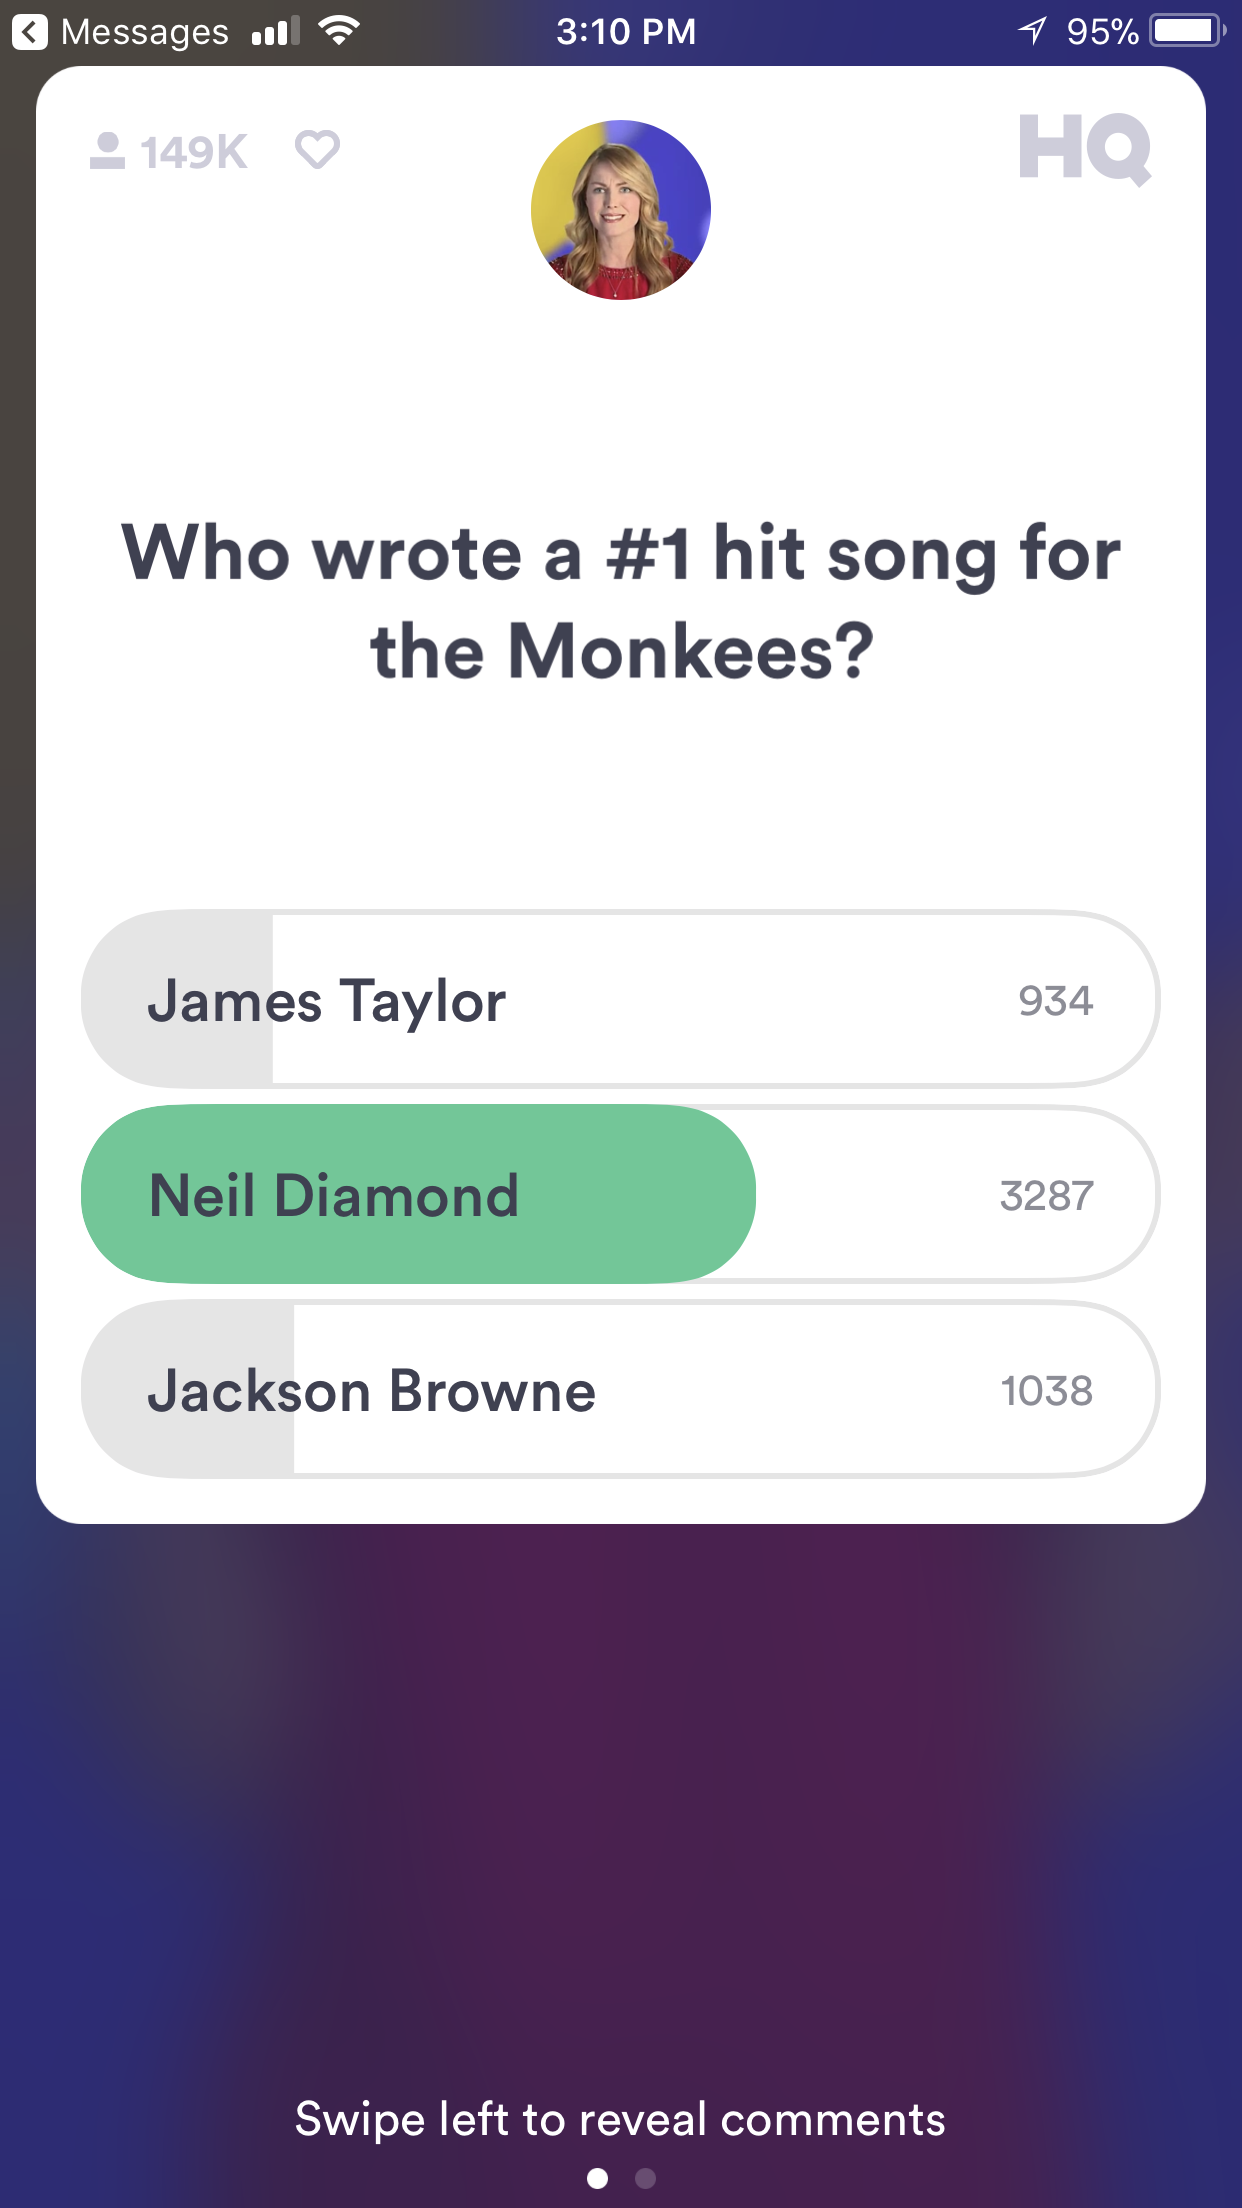 Messages 3:10 PM 95%
149K HQ
Who wrote a #1 hit song for
the Monkees?
James Taylor 934
Neil Diamond 3287
Jackson Browne 1038
Swipe left to reveal comments